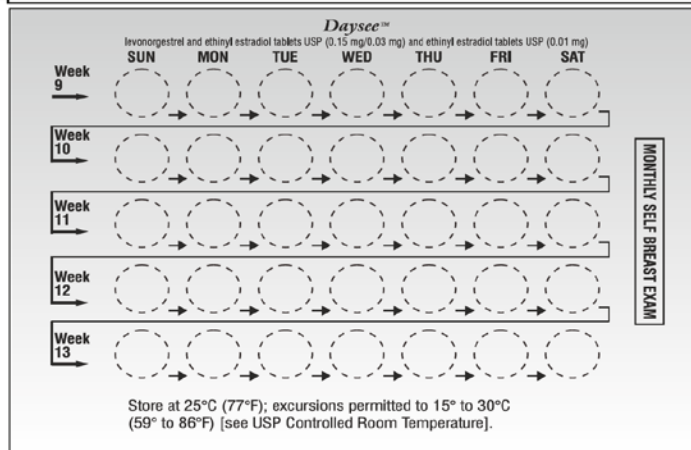 Daysee™
levonorgestrel and ethinyl estradiol tablets USP (0.15 mg/0.03 mg) and ethinyl estradiol tablets USP (0.01 mg)
SUN MON TUE WED THU FRI SAT
Week
9
Week
10
Week
11
Week
12
Week
13
MONTHLY SELF BREAST EXAM
Store at 25°C (77°F); excursions permitted to 15° to 30°C
(59° to 86°F) [see USP Controlled Room Temperature].